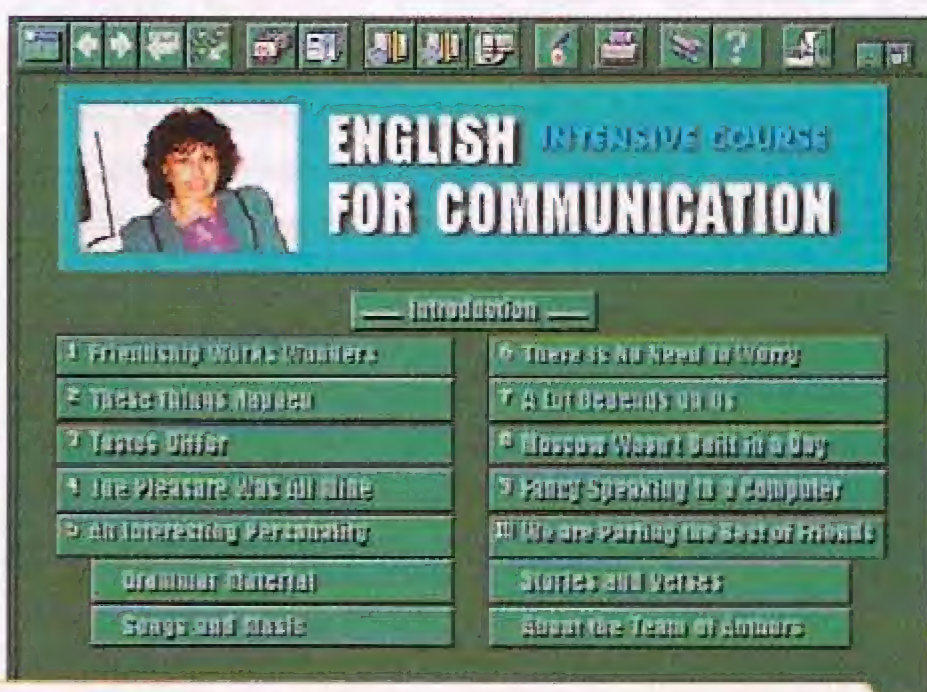 ENGLISH INTENSIVE COURSE
FOR COMMUNICATION
Introduction
1 Friendship Works Wonders
2 These Things Happen
3 Tastes Differ
4 The Pleasure Was All Mine
5 An Interesting Personality
6 There is No Need to Worry
7 A Lot Depends on Us
8 Moscow Wasn't Built in a Day
9 Fancy Speaking to a Computer
10 We are Parting the Best of Friends
Grammar Material
Songs and Music
Stories and Verses
About the Team of Authors